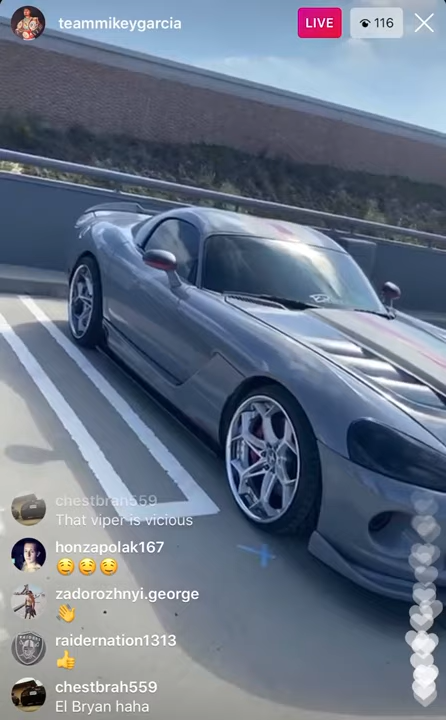 teammikeygarcia
LIVE
116
chestbrah559
That viper is vicious
honzapolak167
zadorozhnyi.george
raidernation1313
chestbrah559
El Bryan haha